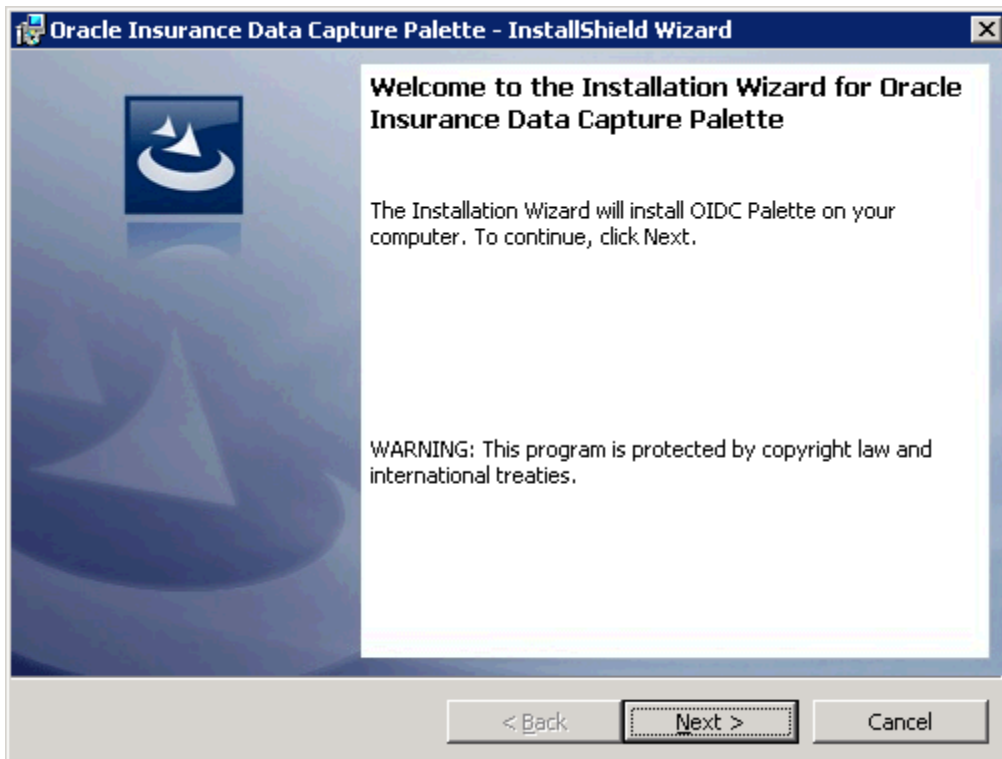 Oracle Insurance Data Capture Palette - InstallShield Wizard
Welcome to the Installation Wizard for Oracle
Insurance Data Capture Palette
The Installation Wizard will install OIDC Palette on your
computer. To continue, click Next.
WARNING: This program is protected by copyright law and
international treaties.
< Back
Next >
Cancel